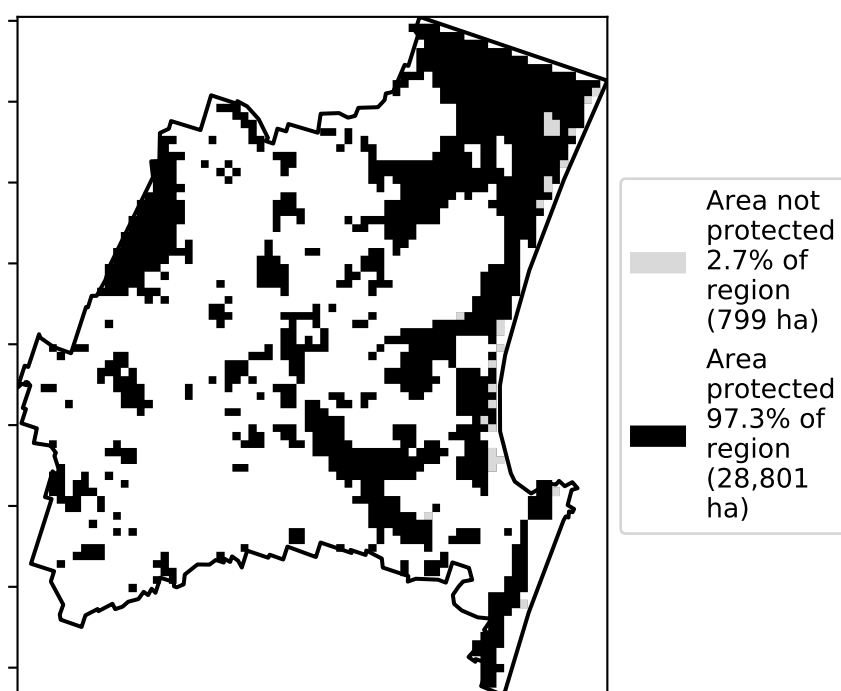 Area not
protected
2.7% of
region
(799 ha)
Area
protected
97.3% of
region
(28,801
ha)